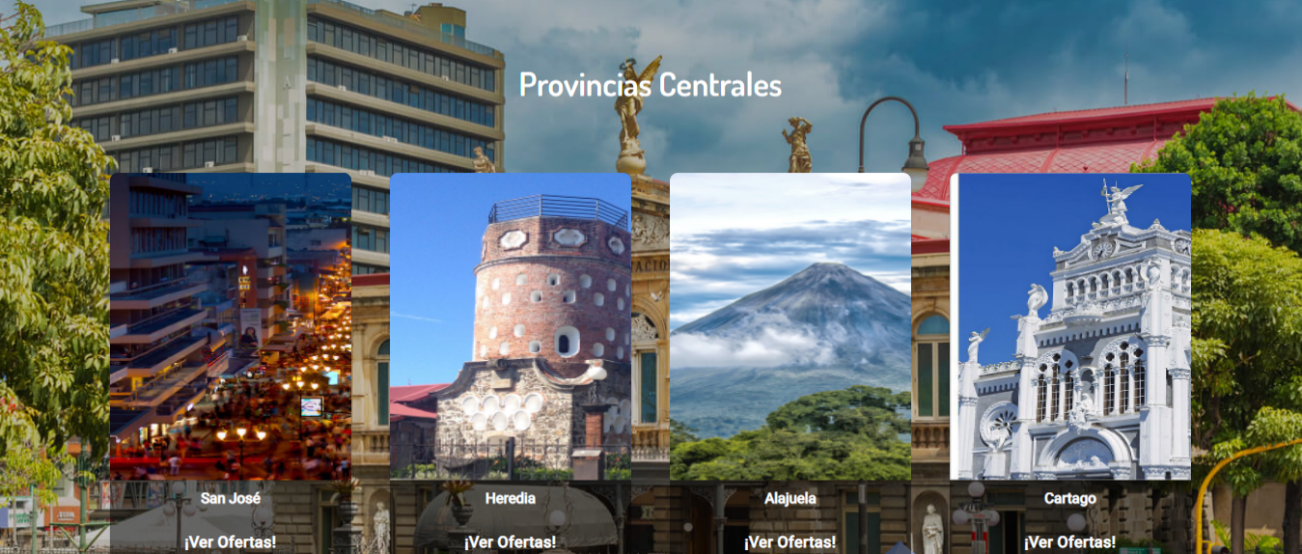 Provincias Centrales
San José
Heredia
Alajuela
Cartago
¡Ver Ofertas!
¡Ver Ofertas!
¡Ver Ofertas!
¡Ver Ofertas!